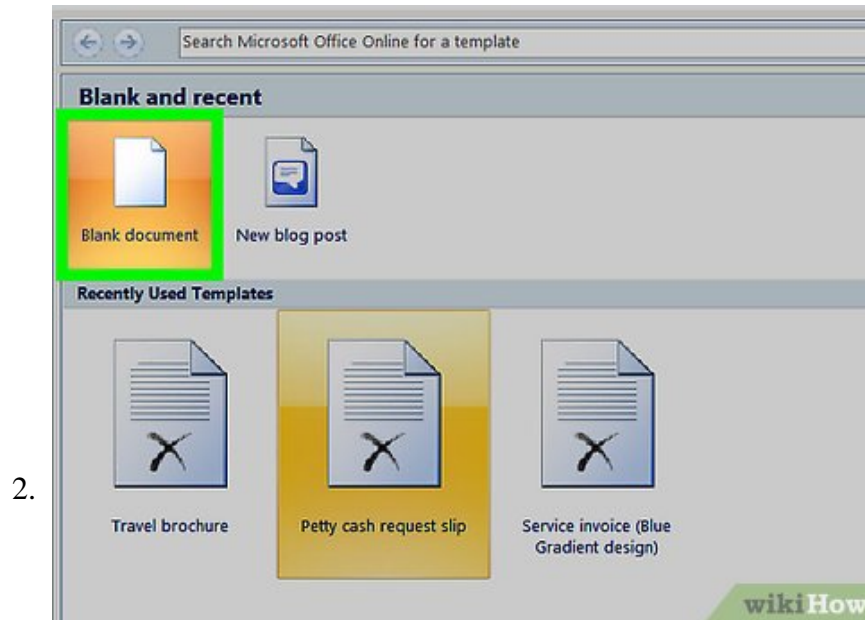 Search Microsoft Office Online for a template
Blank and recent
Blank document
New blog post
Recently Used Templates
2.
Travel brochure
Petty cash request slip
Service invoice (Blue
Gradient design)
wikiHow